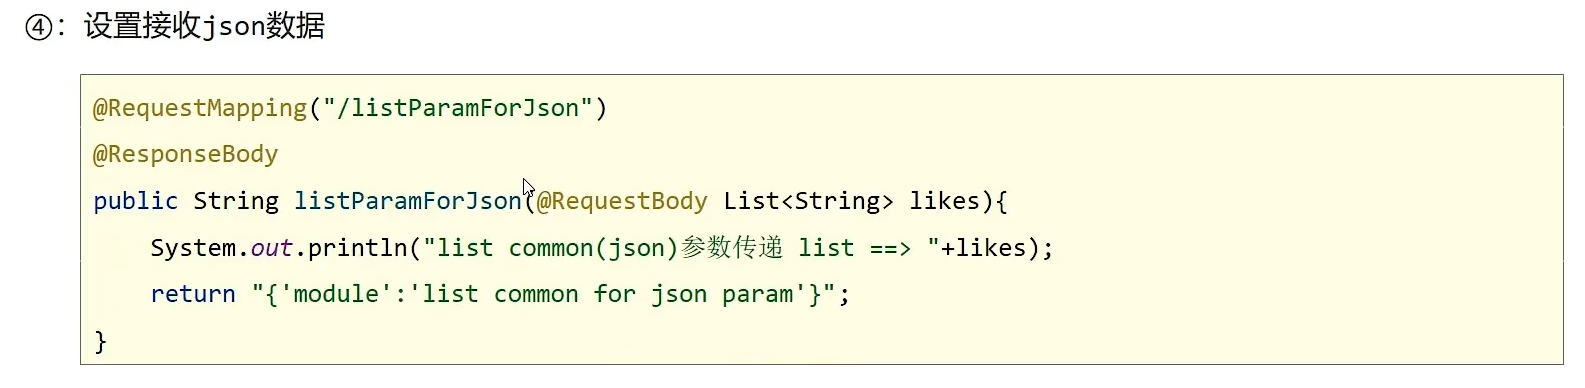 ④：设置接收json数据
@RequestMapping("/listParamForJson")
@ResponseBody
public String listParamForJson(@RequestBody List<String> likes){
    System.out.println("list common(json)参数传递 list ==> "+likes);
    return "{'module':'list common for json param'}";
}